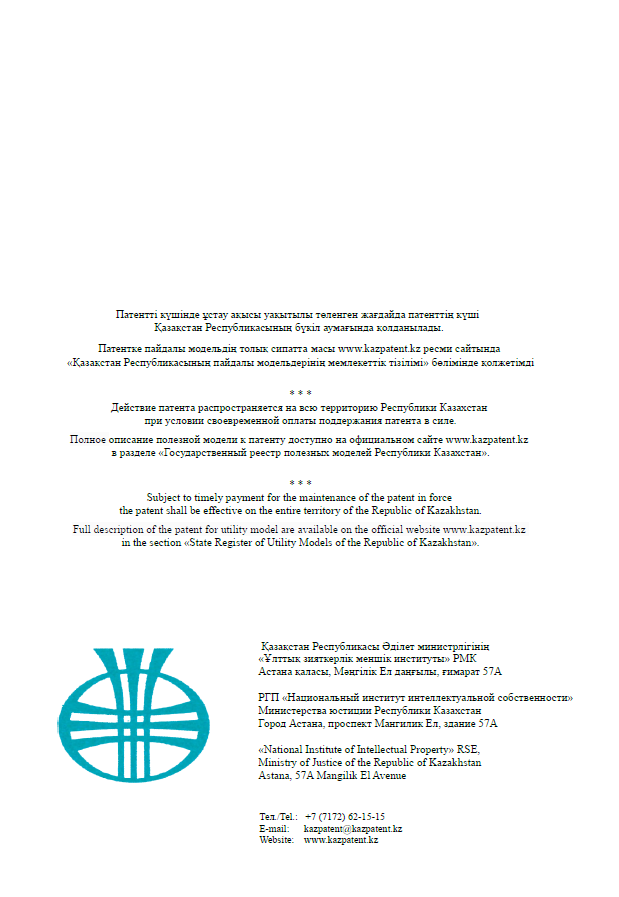 Патентті күшінде ұстау ақысы уақытылы төленген жағдайда патенттің күші
Қазақстан Республикасының бүкіл аумағында қолданылады.
Патентке пайдалы модельдің толық сипатта масы www.kazpatent.kz ресми сайтында
«Қазақстан Республикасының пайдалы модельдерінің мемлекеттік тізілімі» бөлімінде қолжетімді
* * *
Действие патента распространяется на всю территорию Республики Казахстан
при условии своевременной оплаты поддержания патента в силе.
Полное описание полезной модели к патенту доступно на официальном сайте www.kazpatent.kz
в разделе «Государственный реестр полезных моделей Республики Казахстан».
* * *
Subject to timely payment for the maintenance of the patent in force
the patent shall be effective on the entire territory of the Republic of Kazakhstan.
Full description of the patent for utility model are available on the official website www.kazpatent.kz
in the section «State Register of Utility Models of the Republic of Kazakhstan».
Қазақстан Республикасы Әділет министрлігінің
«Ұлттық зияткерлік меншік институты» РМК
Астана қаласы, Мәңгілік Ел даңғылы, ғимарат 57А
РГП «Национальный институт интеллектуальной собственности»
Министерства юстиции Республики Казахстан
Город Астана, проспект Мангилик Ел, здание 57А
«National Institute of Intellectual Property» RSE,
Ministry of Justice of the Republic of Kazakhstan
Astana, 57A Mangilik El Avenue
Тел./Tel.: +7 (7172) 62-15-15
E-mail: kazpatent@kazpatent.kz
Website: www.kazpatent.kz